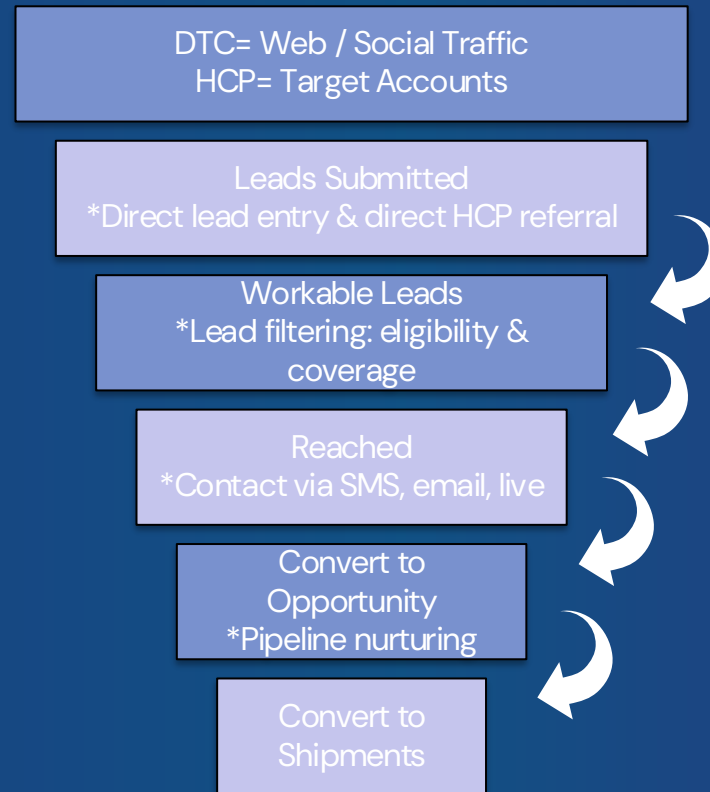 DTC= Web / Social Traffic
HCP= Target Accounts
Leads Submitted
*Direct lead entry & direct HCP referral
Workable Leads
*Lead filtering: eligibility &
coverage
Reached
*Contact via SMS, email, live
Convert to
Opportunity
*Pipeline nurturing
Convert to
Shipments